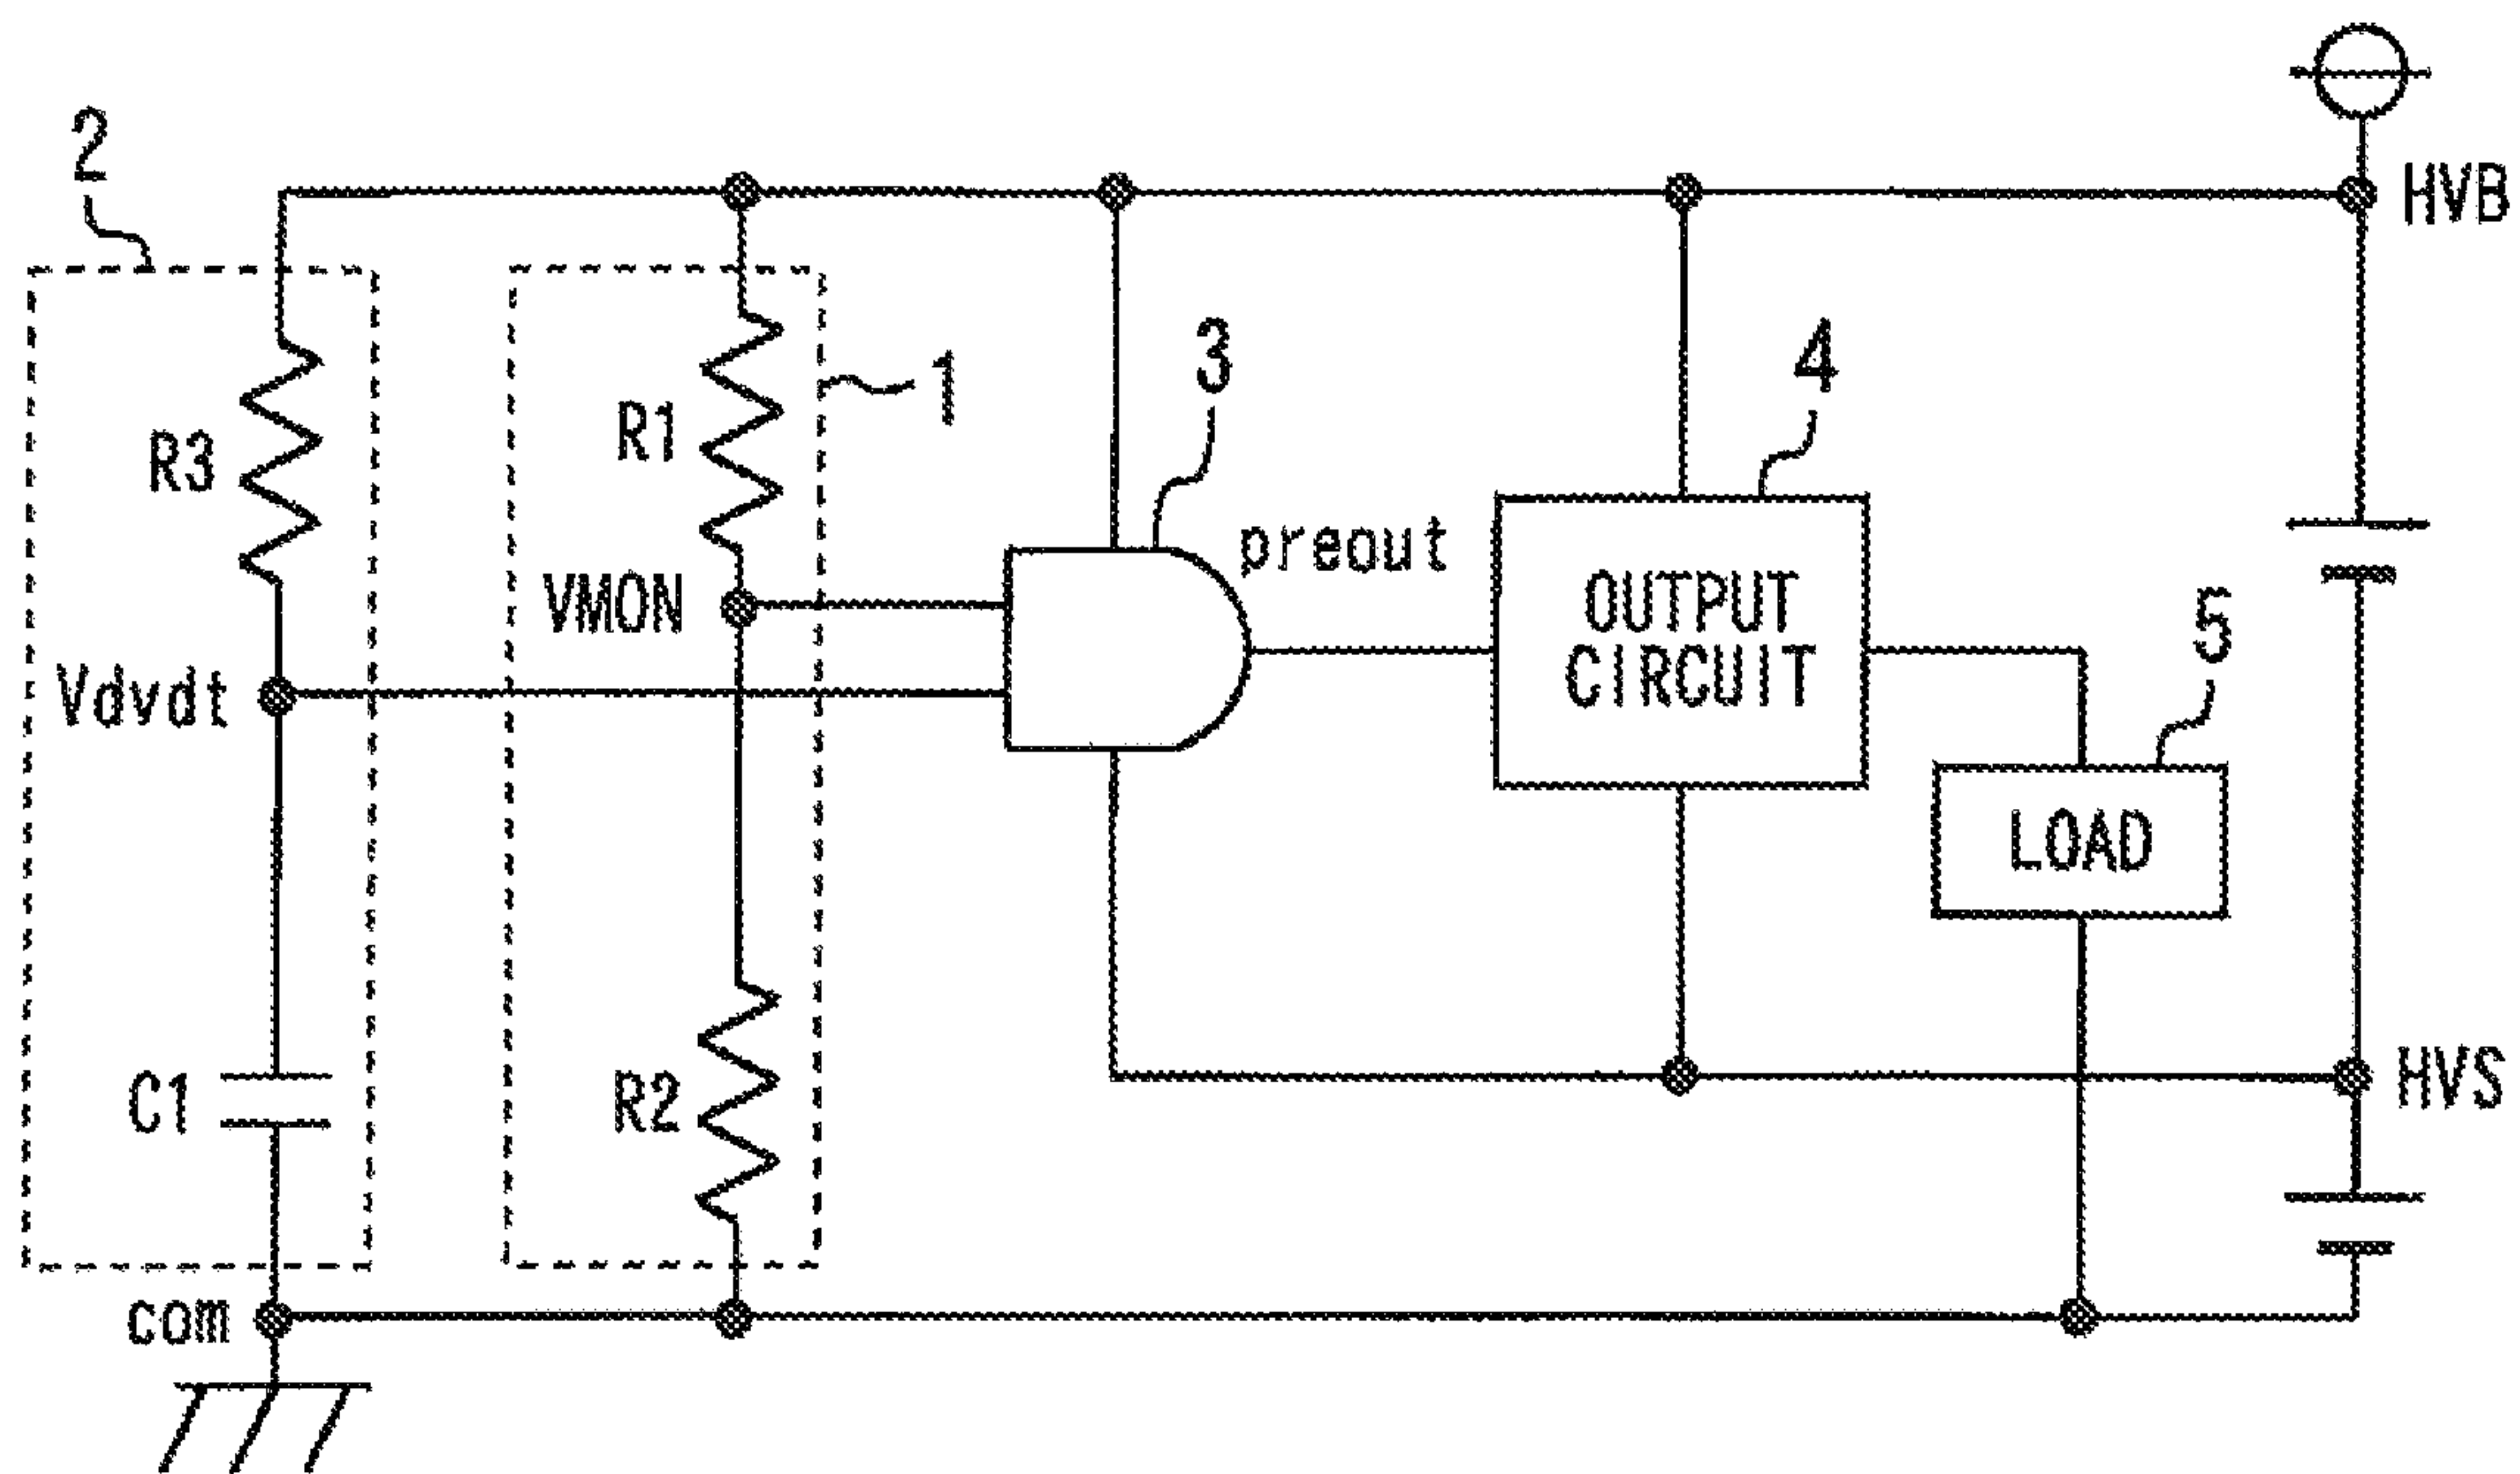 2
HVB
1
3
4
R1
R3
preout
OUTPUT
CIRCUIT
VMON
5
Vdvdt
LOAD
HVS
C1
R2
com